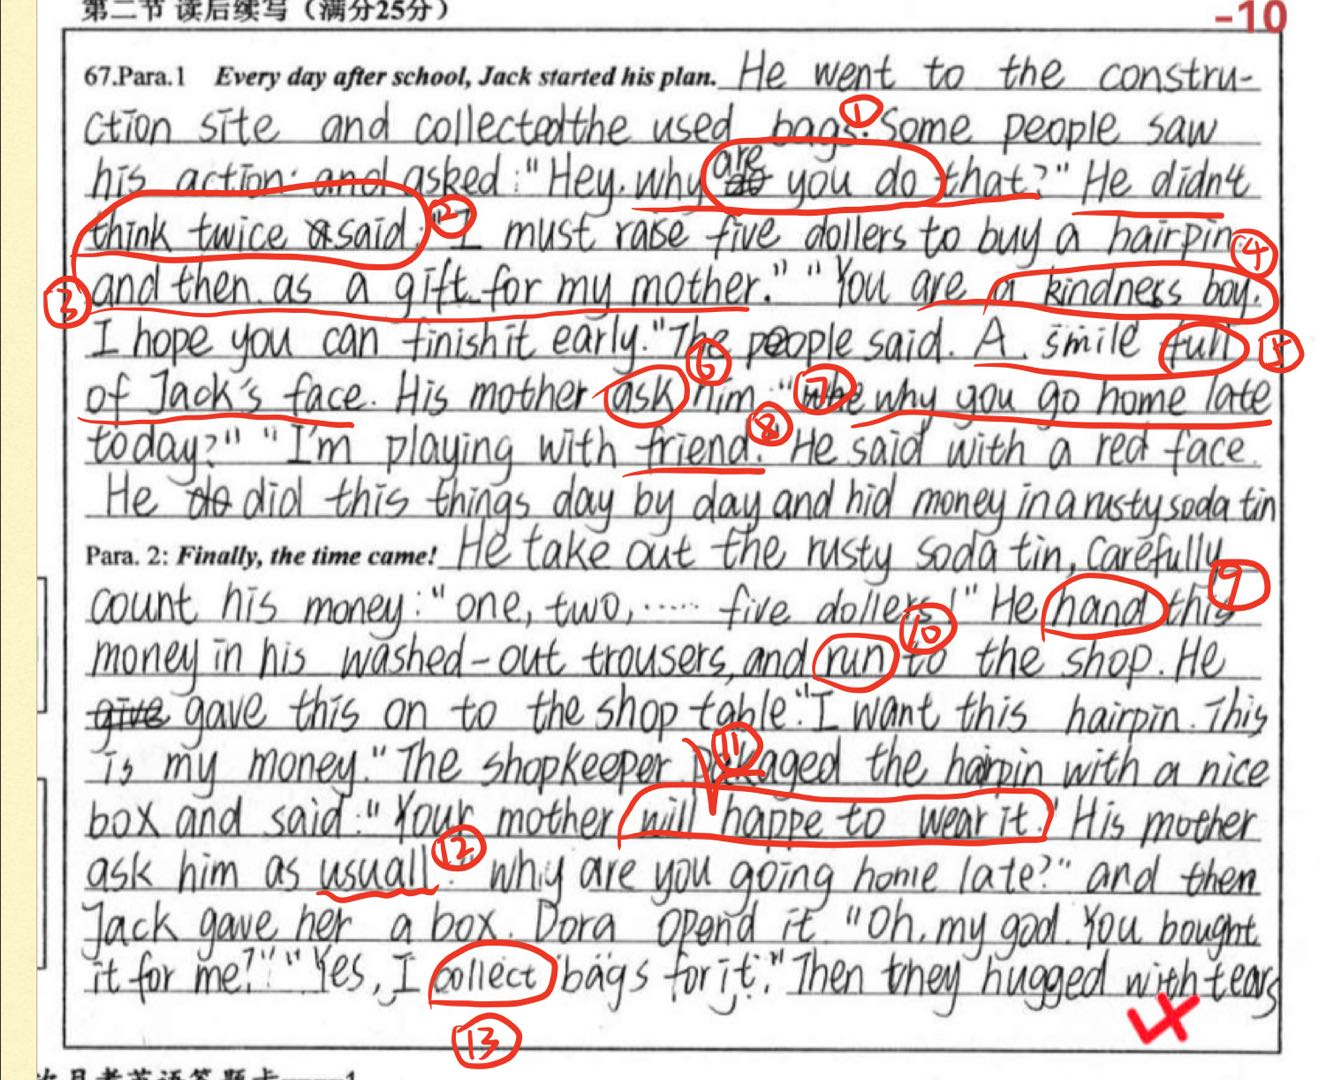 第二节 读后续写（满分25分）
-10
67.Para.1 Every day after school, Jack started his plan. He went to the constru-
ction site and collected the used bags. Some people saw
①
his action and asked: "Hey, why are you do that?" He didn't
think twice said: "I must raise five dollers to buy a hairpin
② ④
and then as a gift for my mother." "You are a kindness boy.
③
I hope you can finish it early." The people said. A smile full
⑤
of Jack's face. His mother ask him: "why you go home late
⑥ ⑦
today?" "I'm playing with friend." He said with a red face.
⑧
He do did this things day by day and hid money in a rusty soda tin
Para. 2: Finally, the time came! He take out the rusty soda tin, carefully
count his money: "one, two, ...... five dollers!" He hand this
⑨
money in his washed-out trousers, and run to the shop. He
⑩
give gave this on to the shop table. "I want this hairpin. This
is my money." The shopkeeper packaged the hairpin with a nice
⑪
box and said: "Your mother will happe to wear it." His mother
ask him as usuall: "why are you going home late?" and then
⑫
Jack gave her a box. Dora opend it "Oh, my god. You bought
it for me?" "Yes, I collect bags for it." Then they hugged with tears
⑬